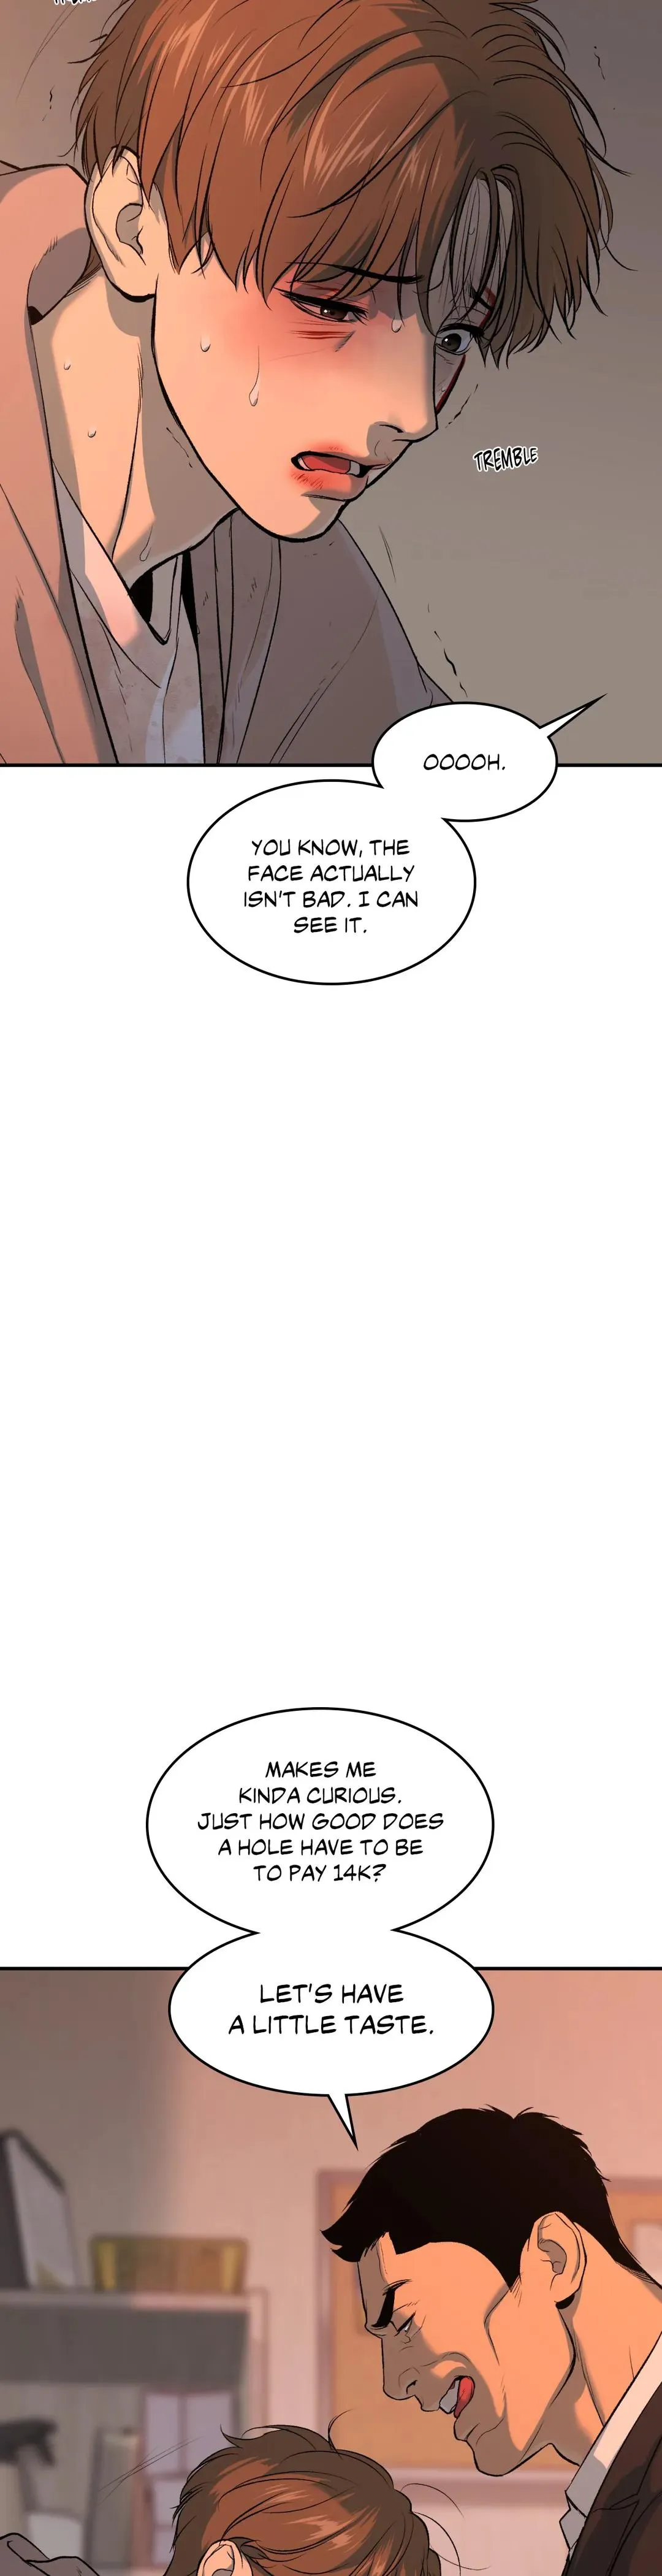 TREMBLE
OOOOH.
YOU KNOW, THE
FACE ACTUALLY
ISN'T BAD. I CAN
SEE IT.
MAKES ME
KINDA CURIOUS.
JUST HOW GOOD DOES
A HOLE HAVE TO BE
TO PAY 14K?
LET'S HAVE
A LITTLE TASTE.